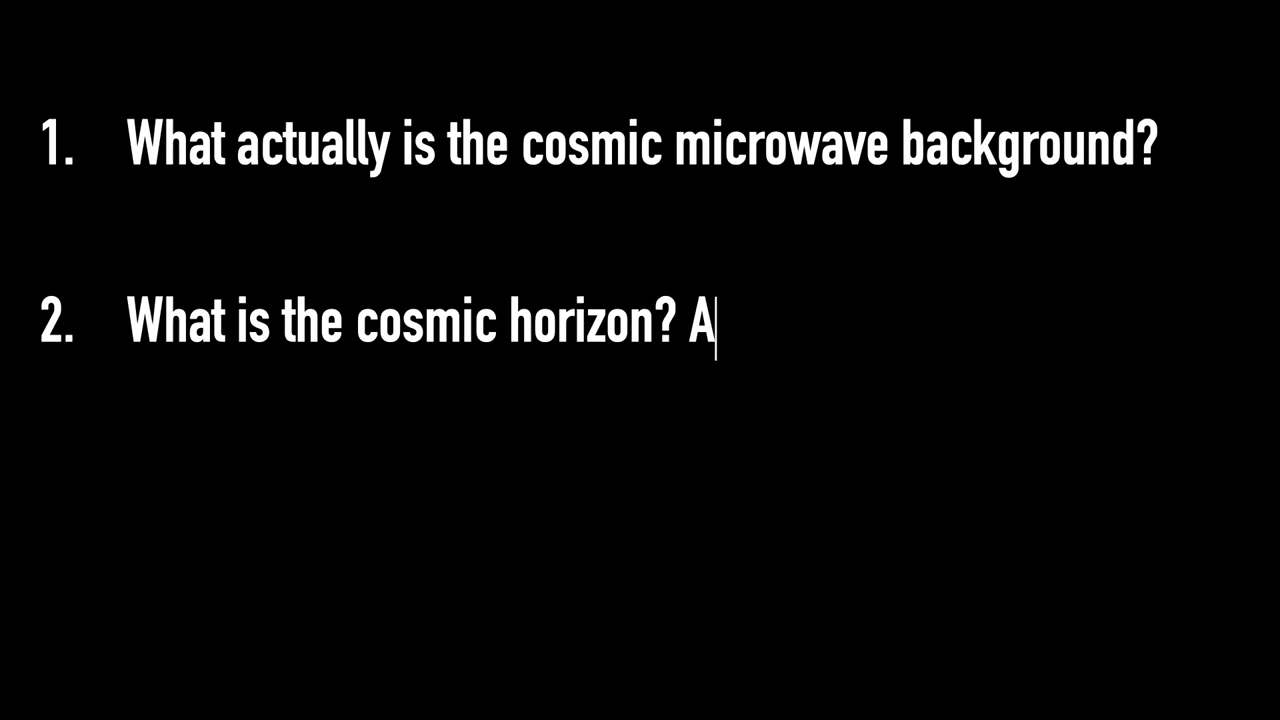 1. What actually is the cosmic microwave background?
2. What is the cosmic horizon? A